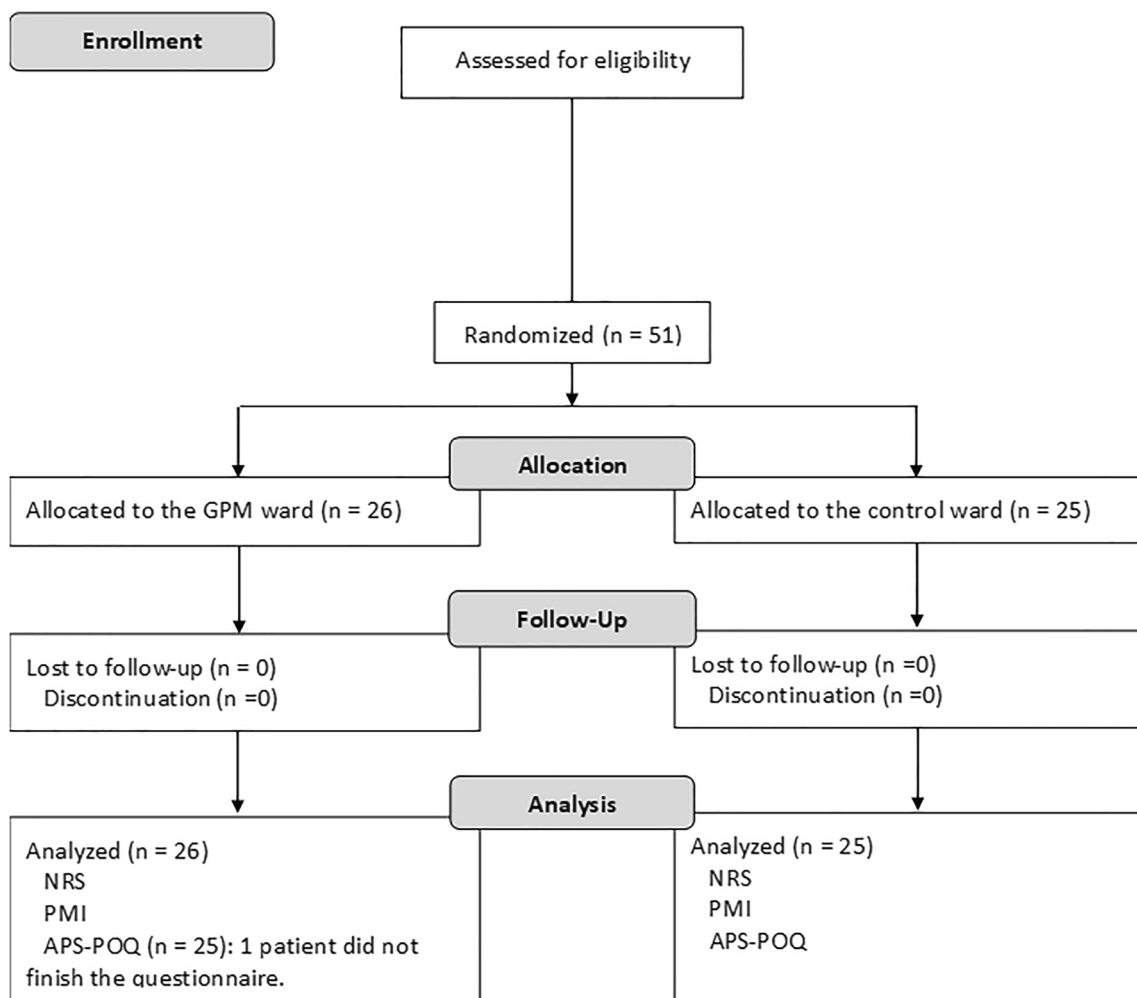 Enrollment
Assessed for eligibility
Randomized (n = 51)
Allocation
Allocated to the GPM ward (n = 26)
Allocated to the control ward (n = 25)
Follow-Up
Lost to follow-up (n = 0)
Discontinuation (n =0)
Lost to follow-up (n =0)
Discontinuation (n =0)
Analysis
Analyzed (n = 26)
NRS
PMI
APS-POQ (n = 25): 1 patient did not
finish the questionnaire.
Analyzed (n = 25)
NRS
PMI
APS-POQ